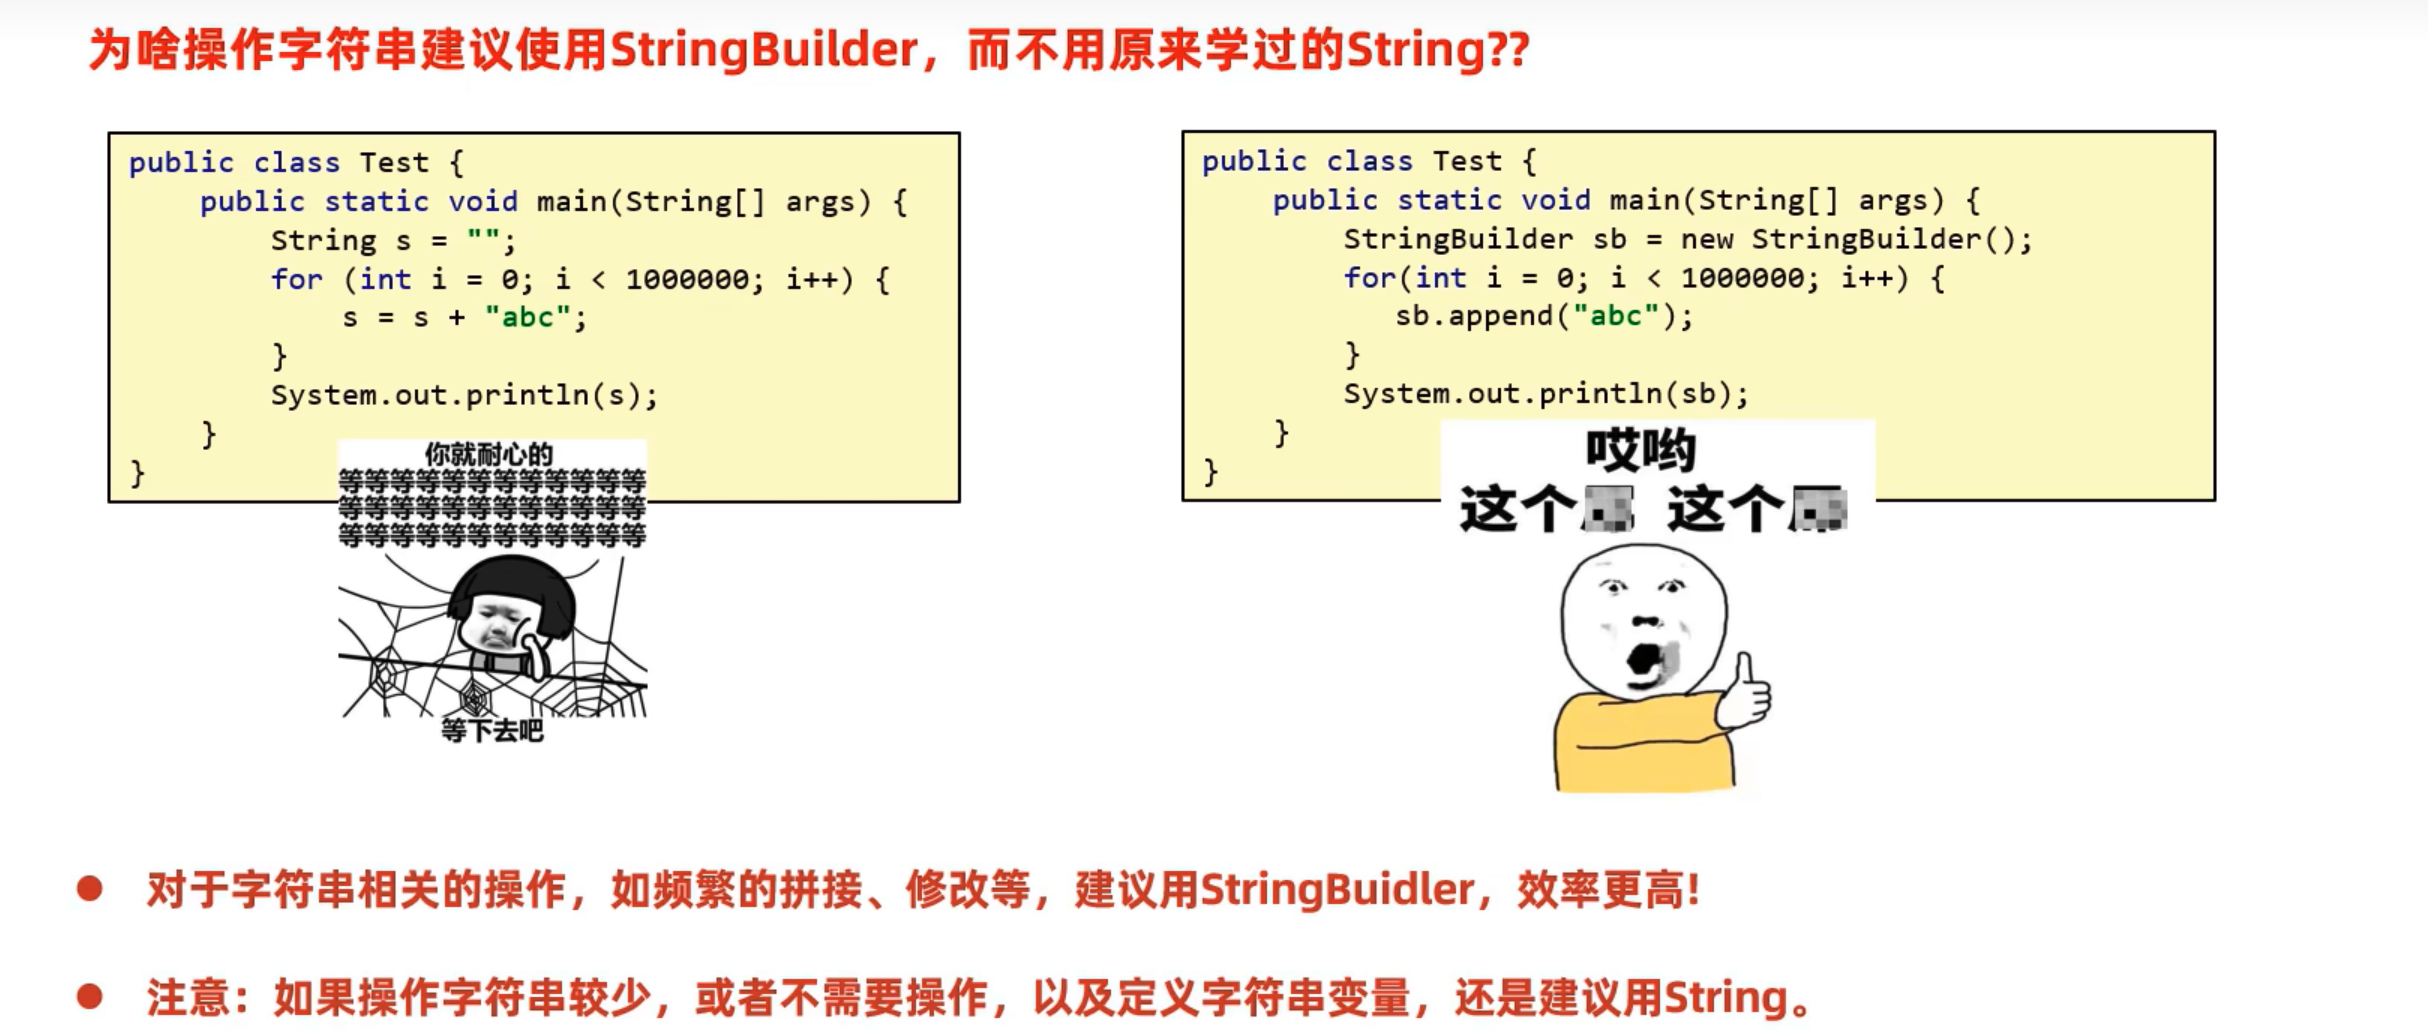 为啥操作字符串建议使用StringBuilder，而不用原来学过的String??
public class Test {
public static void main(String[] args) {
String s = "";
for (int i = 0; i < 1000000; i++) {
s = s + "abc";
}
System.out.println(s);
}
}
你就耐心的
等等等等等等等等等等等等
等等等等等等等等等等等等
等等等等等等等等等等等等
等下去吧
public class Test {
public static void main(String[] args) {
StringBuilder sb = new StringBuilder();
for(int i = 0; i < 1000000; i++) {
sb.append("abc");
}
System.out.println(sb);
}
}
哎哟
这个 这个
对于字符串相关的操作，如频繁的拼接、修改等，建议用StringBuidler，效率更高!
注意：如果操作字符串较少，或者不需要操作，以及定义字符串变量，还是建议用String。